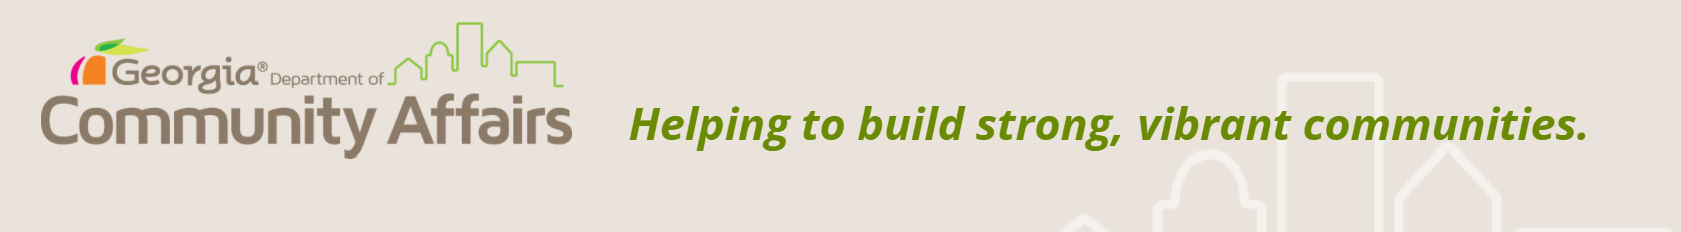 Georgia® Department of
Community Affairs
Helping to build strong, vibrant communities.